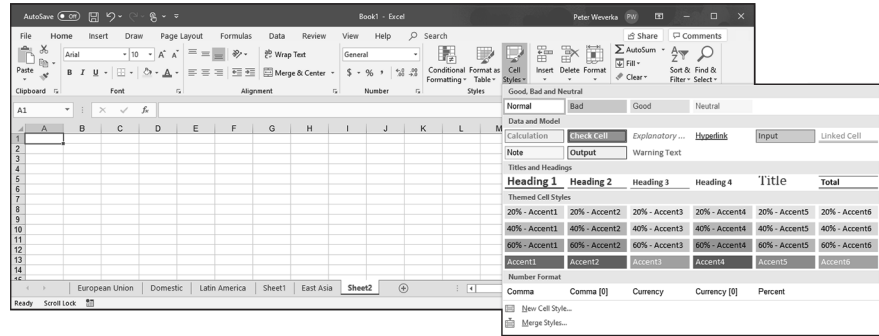 AutoSave Off Book1 - Excel Peter Weverka PW
File Home Insert Draw Page Layout Formulas Data Review View Help Search Share Comments
Paste
Arial 10 A A
B I U A
Wrap Text
Merge & Center
General
$ % ,
Conditional Formatting
Format as Table
Cell Styles
Insert Delete Format
AutoSum
Fill
Clear
Sort & Filter
Find & Select
Clipboard Font Alignment Number Styles
A1 fx
A B C D E F G H I J K L M
1
2
3
4
5
6
7
8
9
10
11
12
13
14
15
European Union Domestic Latin America Sheet1 East Asia Sheet2
Ready Scroll Lock
Good, Bad and Neutral
Normal Bad Good Neutral
Data and Model
Calculation Check Cell Explanatory ... Hyperlink Input Linked Cell
Note Output Warning Text
Titles and Headings
Heading 1 Heading 2 Heading 3 Heading 4 Title Total
Themed Cell Styles
20% - Accent1 20% - Accent2 20% - Accent3 20% - Accent4 20% - Accent5 20% - Accent6
40% - Accent1 40% - Accent2 40% - Accent3 40% - Accent4 40% - Accent5 40% - Accent6
60% - Accent1 60% - Accent2 60% - Accent3 60% - Accent4 60% - Accent5 60% - Accent6
Accent1 Accent2 Accent3 Accent4 Accent5 Accent6
Number Format
Comma Comma [0] Currency Currency [0] Percent
New Cell Style...
Merge Styles...